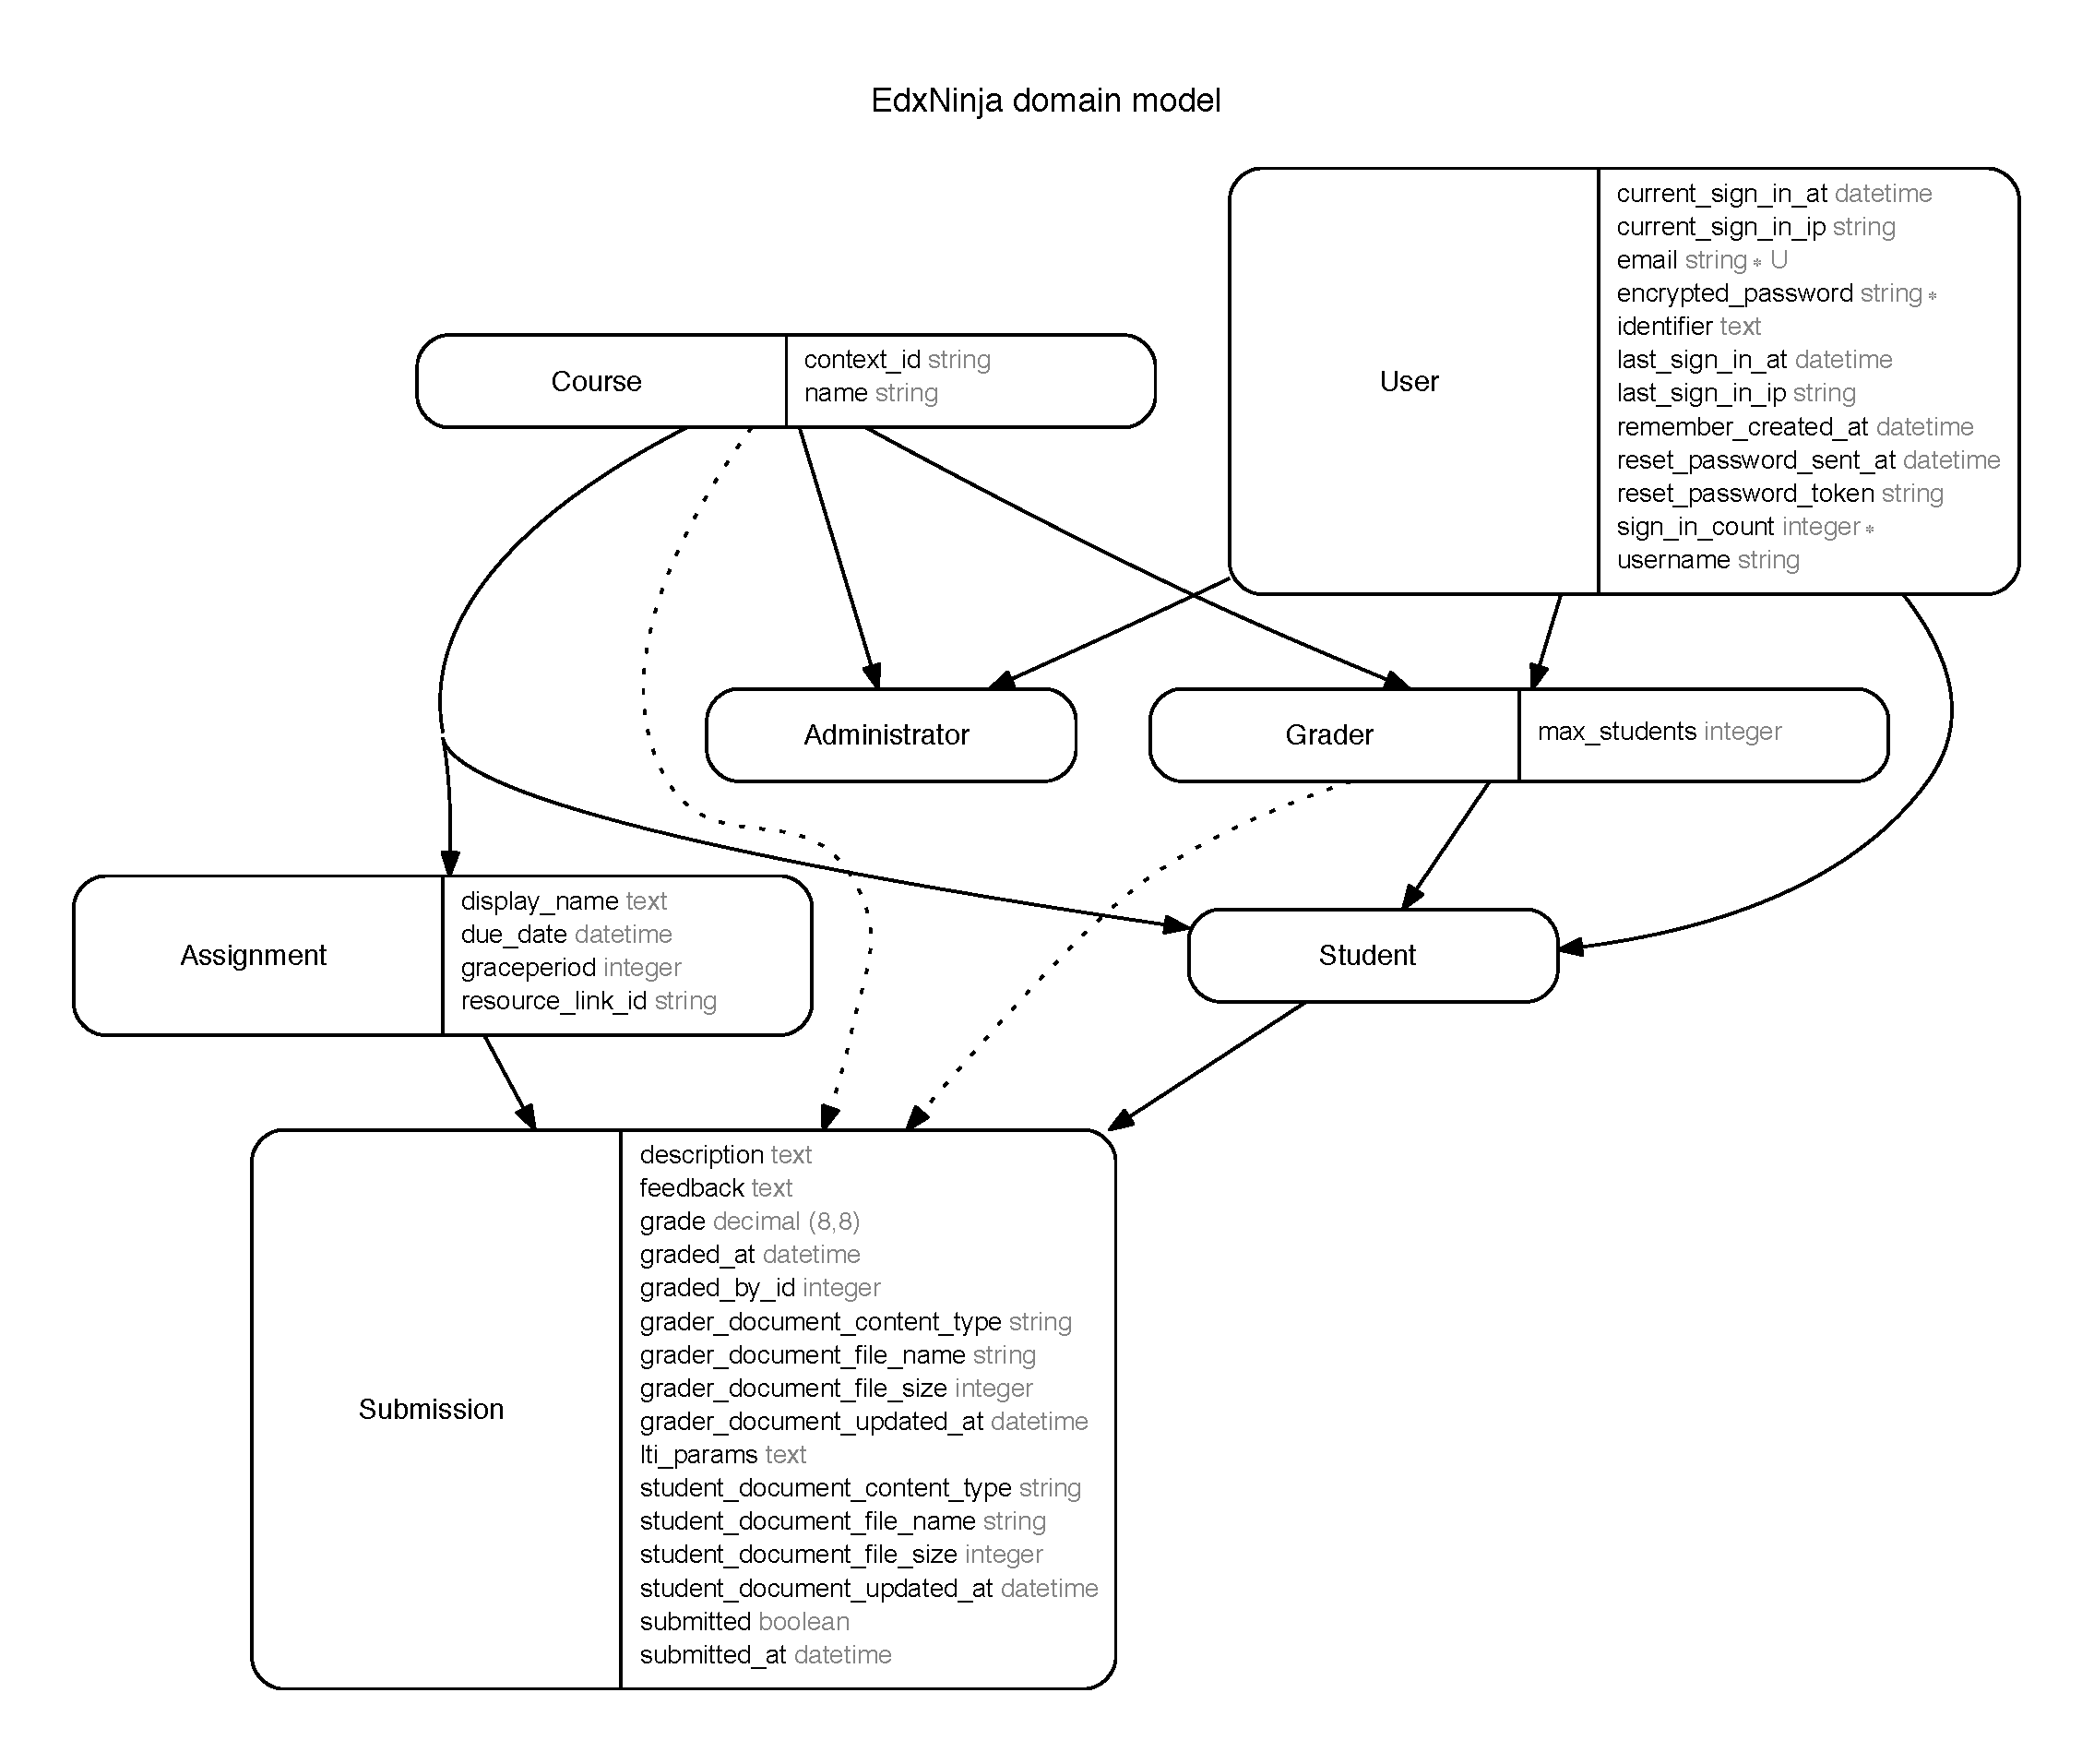 EdxNinja domain model
User
current_sign_in_at datetime
current_sign_in_ip string
email string * U
encrypted_password string *
identifier text
last_sign_in_at datetime
last_sign_in_ip string
remember_created_at datetime
reset_password_sent_at datetime
reset_password_token string
sign_in_count integer *
username string
Course
context_id string
name string
Administrator
Grader
max_students integer
Assignment
display_name text
due_date datetime
graceperiod integer
resource_link_id string
Student
Submission
description text
feedback text
grade decimal (8,8)
graded_at datetime
graded_by_id integer
grader_document_content_type string
grader_document_file_name string
grader_document_file_size integer
grader_document_updated_at datetime
lti_params text
student_document_content_type string
student_document_file_name string
student_document_file_size integer
student_document_updated_at datetime
submitted boolean
submitted_at datetime